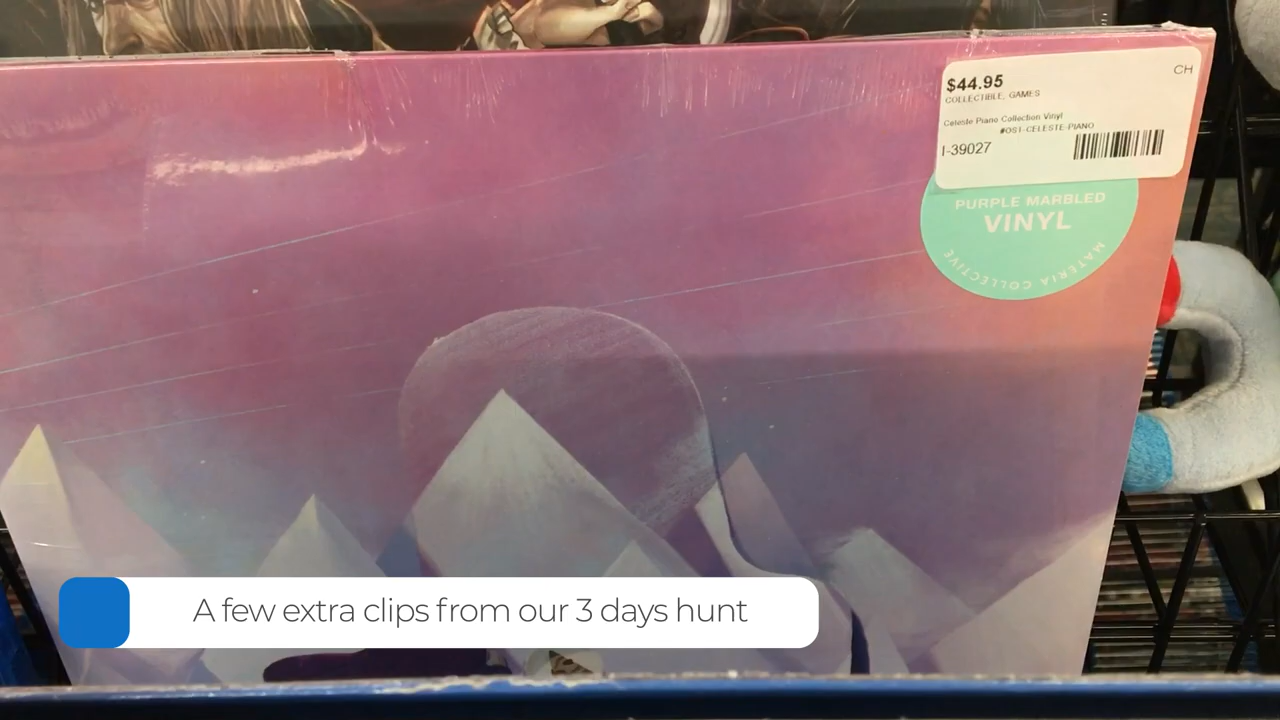 $44.95
CH
COLLECTIBLE, GAMES
Celeste Piano Collection Vinyl
#OS1-CELESTE-PIANO
I-39027
PURPLE MARBLED
VINYL
MATERIA COLLECTIVE
A few extra clips from our 3 days hunt